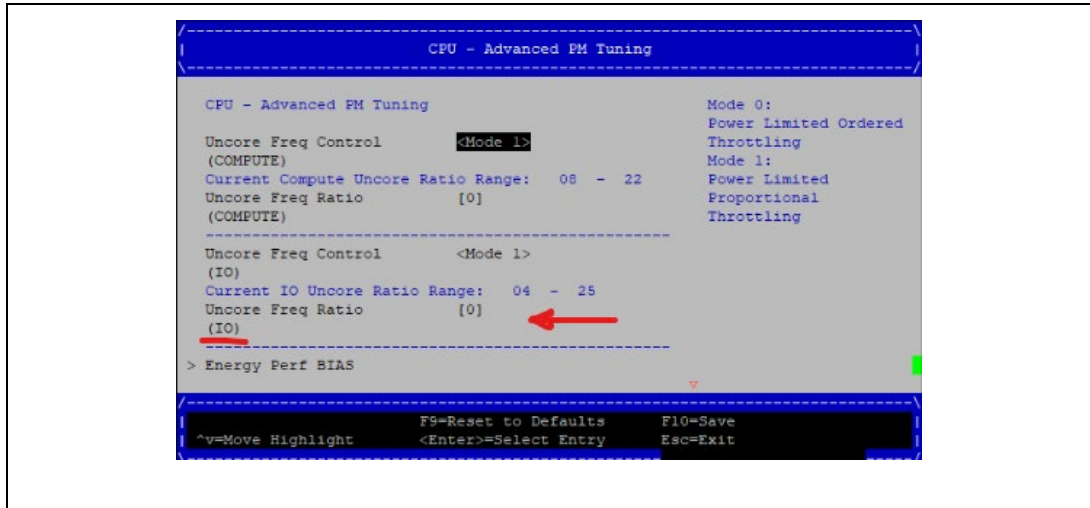 CPU - Advanced PM Tuning
CPU - Advanced PM Tuning
Uncore Freq Control <Mode 1>
(COMPUTE)
Current Compute Uncore Ratio Range: 08 - 22
Uncore Freq Ratio [0]
(COMPUTE)
Uncore Freq Control <Mode 1>
(IO)
Current IO Uncore Ratio Range: 04 - 25
Uncore Freq Ratio [0]
(IO)
> Energy Perf BIAS
Mode 0:
Power Limited Ordered
Throttling
Mode 1:
Power Limited
Proportional
Throttling
F9=Reset to Defaults F10=Save
^v=Move Highlight <Enter>=Select Entry Esc=Exit